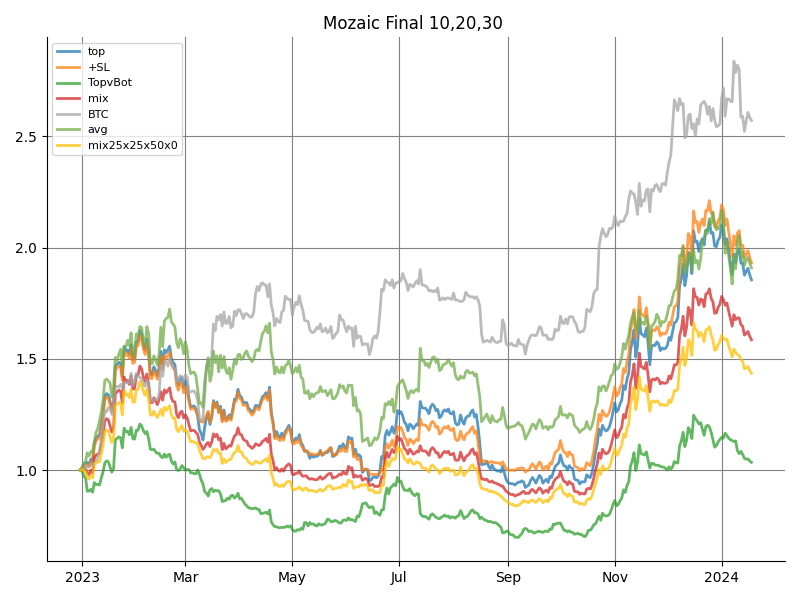 Mozaic Final 10,20,30
top
+SL
TopvBot
mix
BTC
avg
mix25x25x50x0
2.5
2.0
1.5
1.0
2023 Mar May Jul Sep Nov 2024